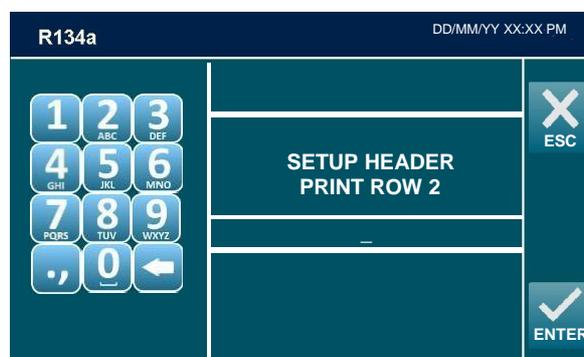 R134a
DD/MM/YY XX:XX PM
1
2
ABC
3
DEF
4
GHI
5
JKL
6
MNO
7
PQRS
8
TUV
9
WXYZ
.,
0
SETUP HEADER
PRINT ROW 2
_
ESC
ENTER